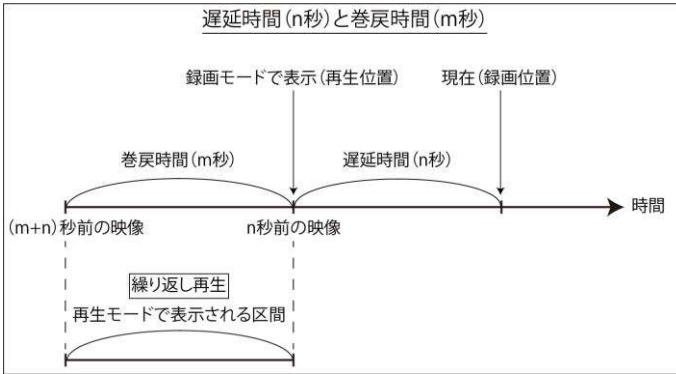 遅延時間(n秒)と巻戻時間(m秒)
録画モードで表示(再生位置)
現在(録画位置)
巻戻時間(m秒)
遅延時間(n秒)
時間
(m+n)秒前の映像
n秒前の映像
繰り返し再生
再生モードで表示される区間